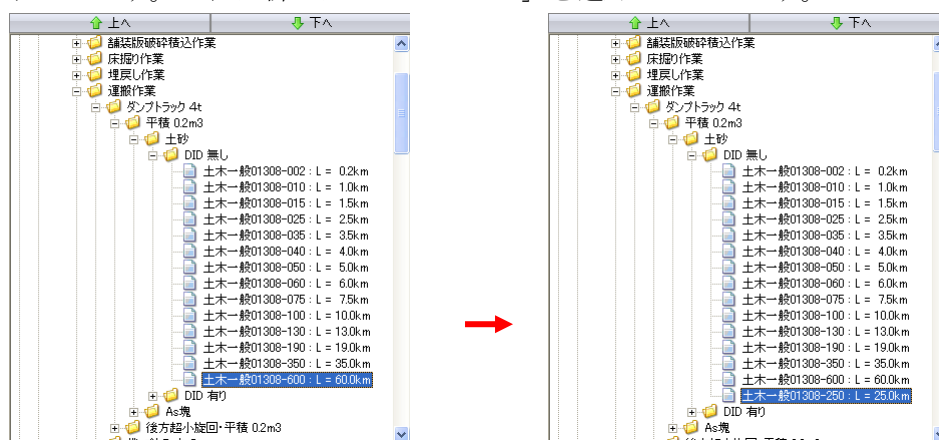 上へ 下へ
舗装版破砕積込作業
床掘り作業
埋戻し作業
運搬作業
ダンプトラック 4t
平積 0.2m3
土砂
DID 無し
土木一般01308-002 : L = 0.2km
土木一般01308-010 : L = 1.0km
土木一般01308-015 : L = 1.5km
土木一般01308-025 : L = 2.5km
土木一般01308-035 : L = 3.5km
土木一般01308-040 : L = 4.0km
土木一般01308-050 : L = 5.0km
土木一般01308-060 : L = 6.0km
土木一般01308-075 : L = 7.5km
土木一般01308-100 : L = 10.0km
土木一般01308-130 : L = 13.0km
土木一般01308-190 : L = 19.0km
土木一般01308-350 : L = 35.0km
土木一般01308-600 : L = 60.0km
DID 有り
As塊
後方超小旋回・平積 0.2m3
上へ 下へ
舗装版破砕積込作業
床掘り作業
埋戻し作業
運搬作業
ダンプトラック 4t
平積 0.2m3
土砂
DID 無し
土木一般01308-002 : L = 0.2km
土木一般01308-010 : L = 1.0km
土木一般01308-015 : L = 1.5km
土木一般01308-025 : L = 2.5km
土木一般01308-035 : L = 3.5km
土木一般01308-040 : L = 4.0km
土木一般01308-050 : L = 5.0km
土木一般01308-060 : L = 6.0km
土木一般01308-075 : L = 7.5km
土木一般01308-100 : L = 10.0km
土木一般01308-130 : L = 13.0km
土木一般01308-190 : L = 19.0km
土木一般01308-350 : L = 35.0km
土木一般01308-600 : L = 60.0km
土木一般01308-250 : L = 25.0km
DID 有り
As塊